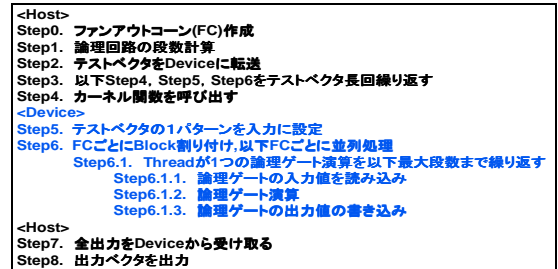 <Host>
Step0. ファンアウトコーン(FC)作成
Step1. 論理回路の段数計算
Step2. テストベクタをDeviceに転送
Step3. 以下Step4, Step5, Step6をテストベクタ長回繰り返す
Step4. カーネル関数を呼び出す
<Device>
Step5. テストベクタの1パターンを入力に設定
Step6. FCごとにBlock割り付け,以下FCごとに並列処理
Step6.1. Threadが1つの論理ゲート演算を以下最大段数まで繰り返す
Step6.1.1. 論理ゲートの入力値を読み込み
Step6.1.2. 論理ゲート演算
Step6.1.3. 論理ゲートの出力値の書き込み
<Host>
Step7. 全出力をDeviceから受け取る
Step8. 出力ベクタを出力